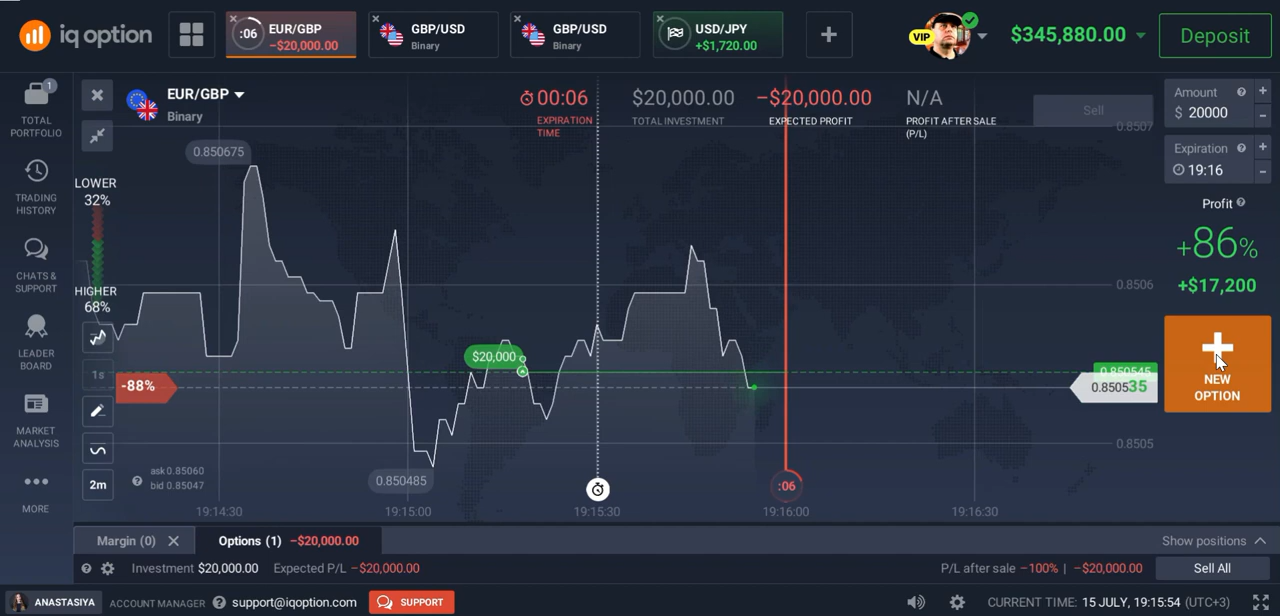 iq option
:06
EUR/GBP
−$20,000.00
GBP/USD
Binary
GBP/USD
Binary
USD/JPY
+$1,720.00
VIP
$345,880.00
Deposit
1
TOTAL
PORTFOLIO
TRADING
HISTORY
CHATS &
SUPPORT
LEADER
BOARD
MARKET
ANALYSIS
MORE
EUR/GBP
Binary
00:06
EXPIRATION
TIME
$20,000.00
TOTAL INVESTMENT
−$20,000.00
EXPECTED PROFIT
N/A
PROFIT AFTER SALE
(P/L)
Sell
Amount
$ 20000
Expiration
19:16
Profit
+86%
+$17,200
NEW
OPTION
LOWER
32%
HIGHER
68%
1s
2m
-88%
0.850675
$20,000
0.850485
0.8507
0.8506
0.850545
0.850535
0.8505
ask 0.85060
bid 0.85047
:06
19:14:30
19:15:00
19:15:30
19:16:00
19:16:30
Margin (0)
Options (1) −$20,000.00
Show positions
Investment $20,000.00
Expected P/L −$20,000.00
P/L after sale −100% | −$20,000.00
Sell All
ANASTASIYA
ACCOUNT MANAGER
support@iqoption.com
SUPPORT
CURRENT TIME: 15 JULY, 19:15:54 (UTC+3)